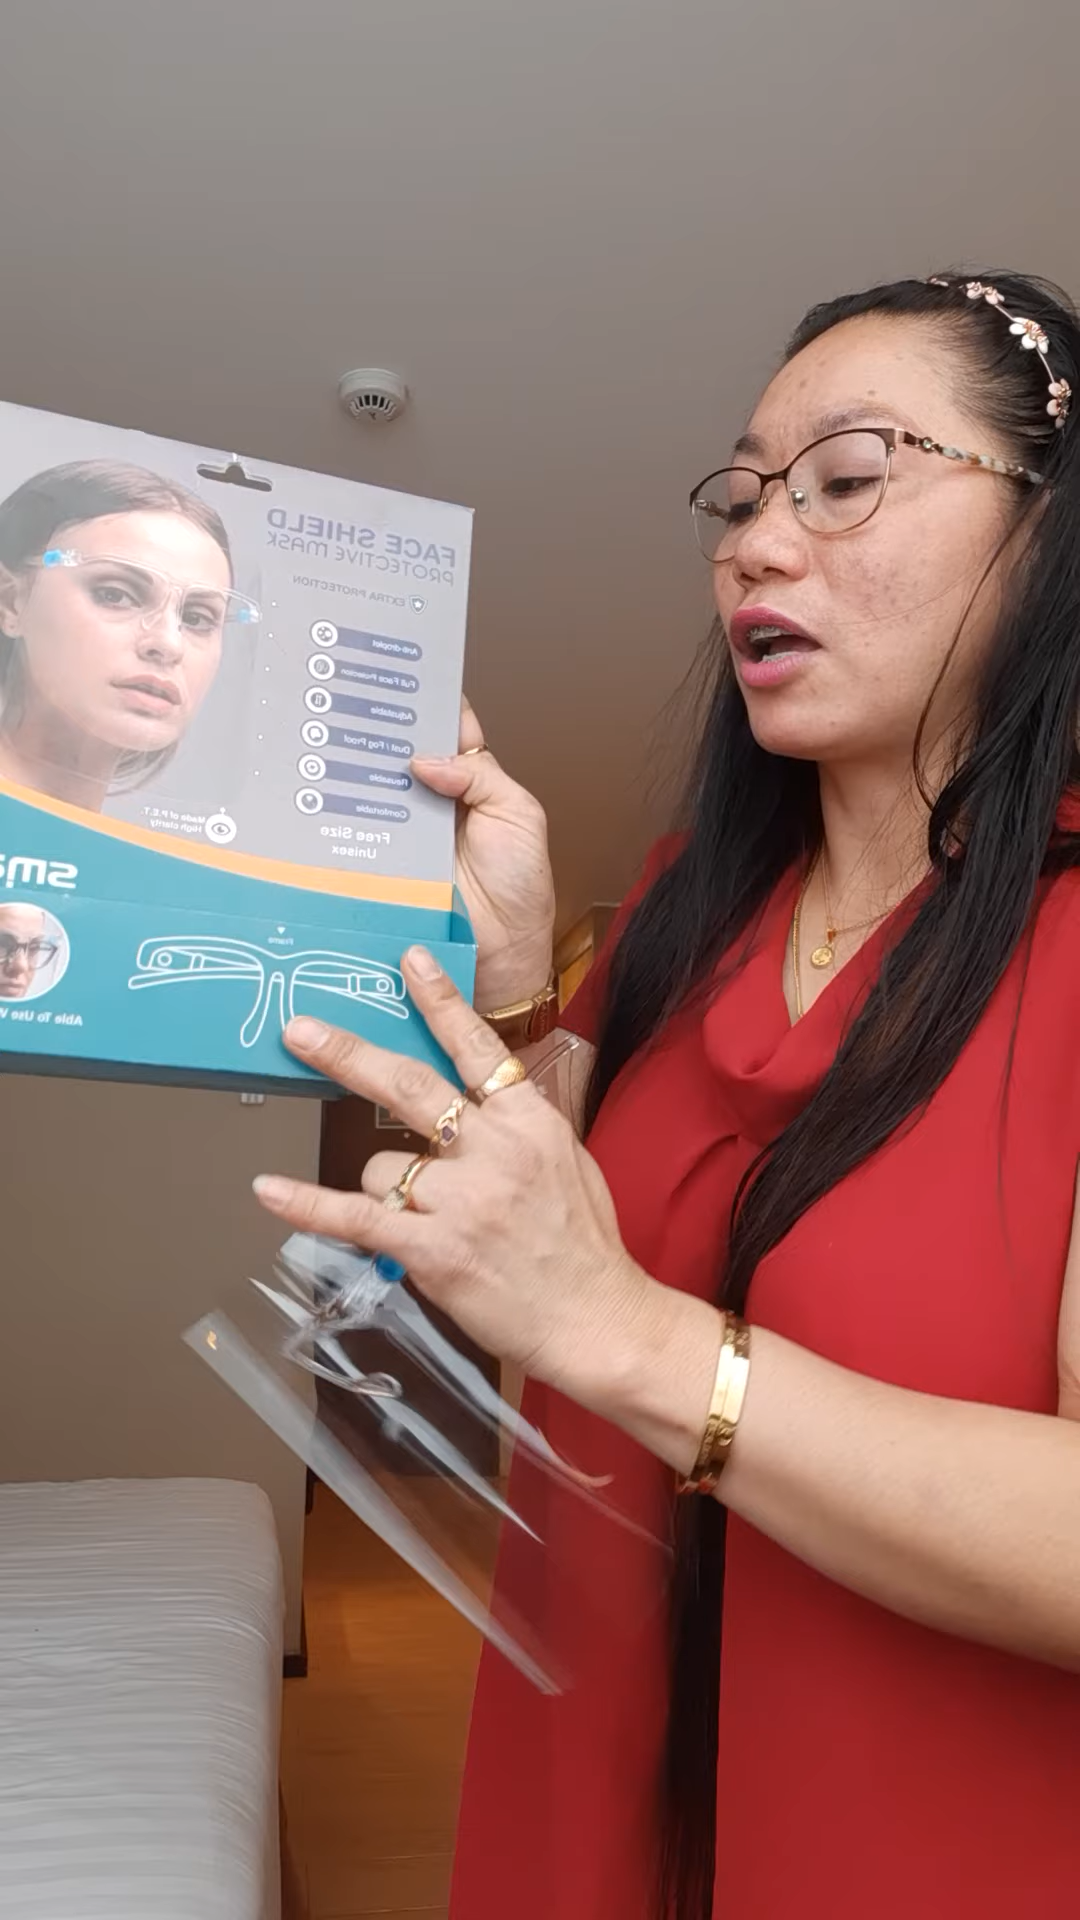 FACE SHIELD
PROTECTIVE MASK
EXTRA PROTECTION
Anti-droplet
Full Face Protection
Adjustable
Dust / Fog Proof
Reusable
Comfortable
Free Size
Unisex
Made of P.E.T.
High clarity
Frame
Able To Use